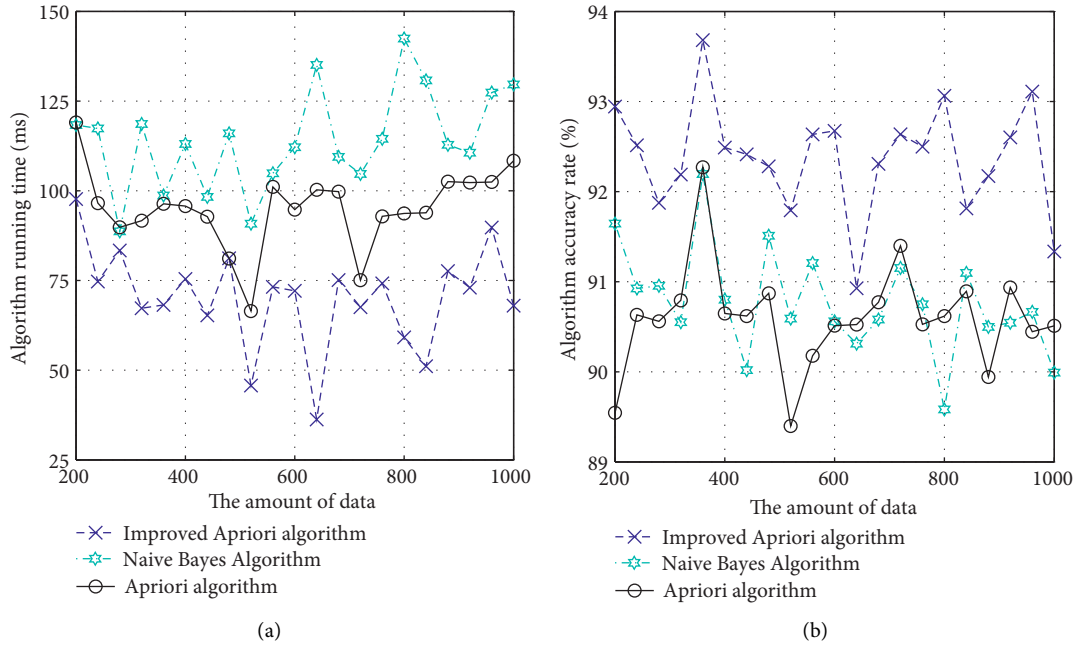 150
125
100
75
50
25
Algorithm running time (ms)
200
400
600
800
1000
The amount of data
Improved Apriori algorithm
Naive Bayes Algorithm
Apriori algorithm
(a)
94
93
92
91
90
89
Algorithm accuracy rate (%)
200
400
600
800
1000
The amount of data
Improved Apriori algorithm
Naive Bayes Algorithm
Apriori algorithm
(b)